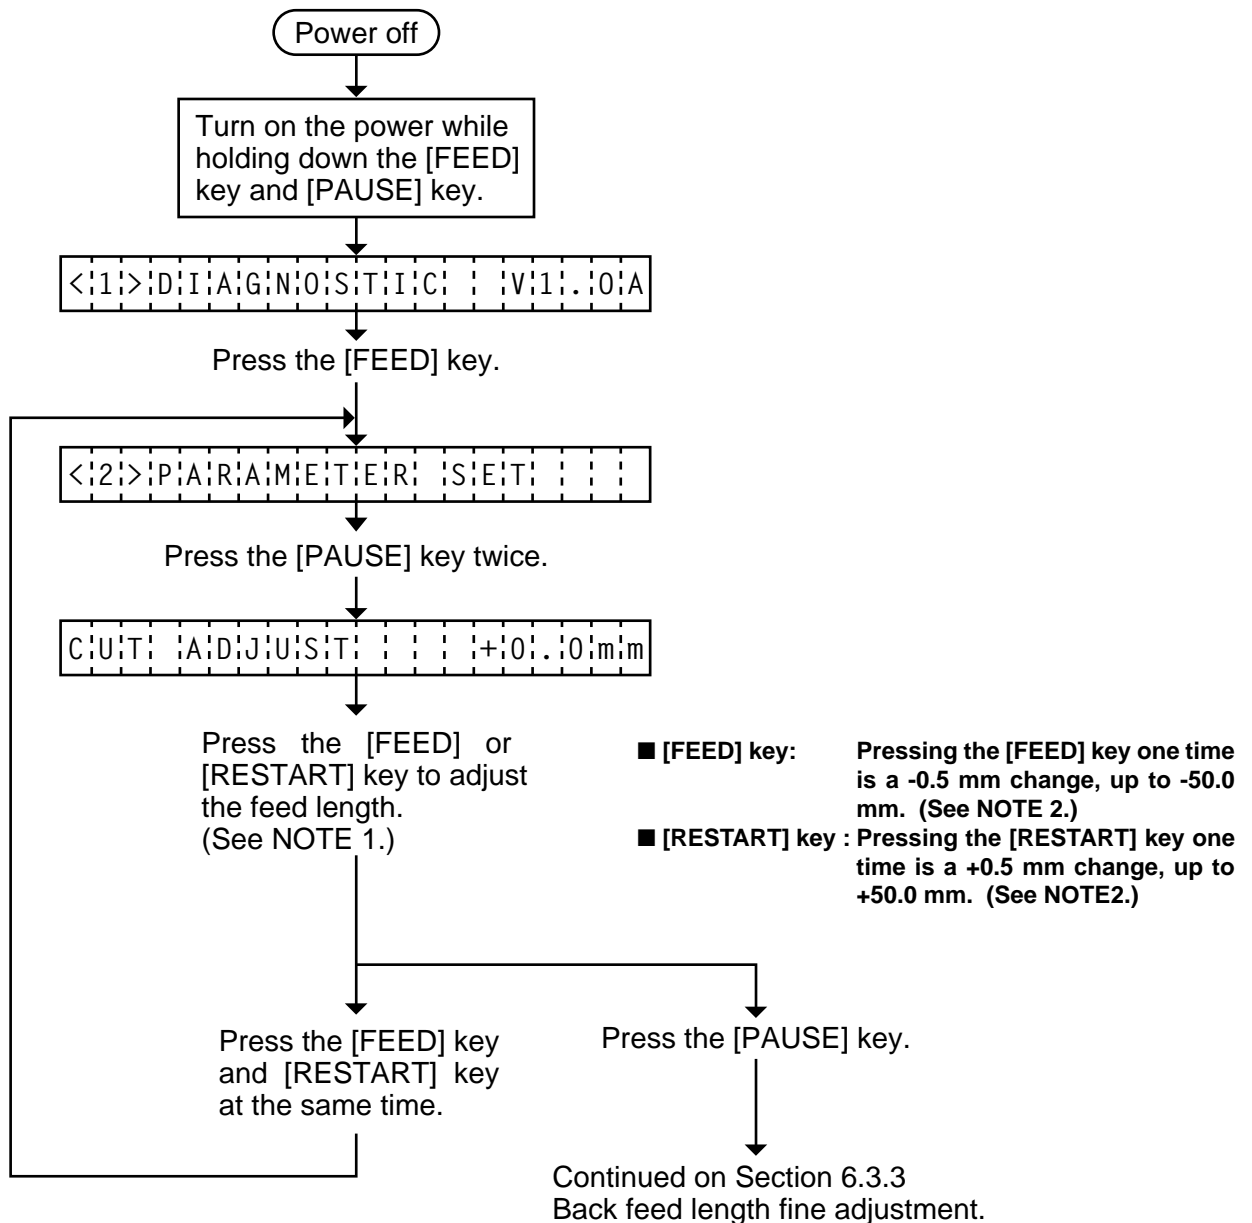 Power off
Turn on the power while
holding down the [FEED]
key and [PAUSE] key.
<1>DIAGNOSTIC  V1.0A
Press the [FEED] key.
<2>PARAMETER SET
Press the [PAUSE] key twice.
CUT ADJUST    +0.0mm
Press the [FEED] or
[RESTART] key to adjust
the feed length.
(See NOTE 1.)
■ [FEED] key: Pressing the [FEED] key one time
is a -0.5 mm change, up to -50.0
mm. (See NOTE 2.)
■ [RESTART] key : Pressing the [RESTART] key one
time is a +0.5 mm change, up to
+50.0 mm. (See NOTE2.)
Press the [FEED] key
and [RESTART] key
at the same time.
Press the [PAUSE] key.
Continued on Section 6.3.3
Back feed length fine adjustment.